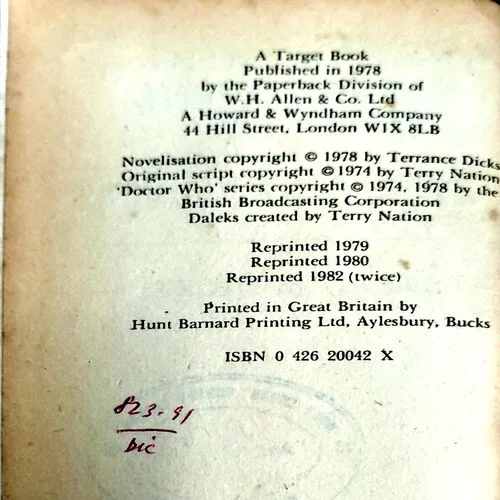 A Target Book
Published in 1978
by the Paperback Division of
W.H. Allen & Co. Ltd
A Howard & Wyndham Company
44 Hill Street, London W1X 8LB
Novelisation copyright © 1978 by Terrance Dicks
Original script copyright © 1974 by Terry Nation
'Doctor Who' series copyright © 1974, 1978 by the
British Broadcasting Corporation
Daleks created by Terry Nation
Reprinted 1979
Reprinted 1980
Reprinted 1982 (twice)
Printed in Great Britain by
Hunt Barnard Printing Ltd, Aylesbury, Bucks
ISBN 0 426 20042 X
823.91
Dic